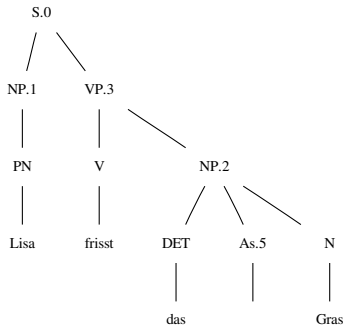 S.0
NP.1 VP.3
PN V NP.2
Lisa frisst DET As.5 N
das Gras